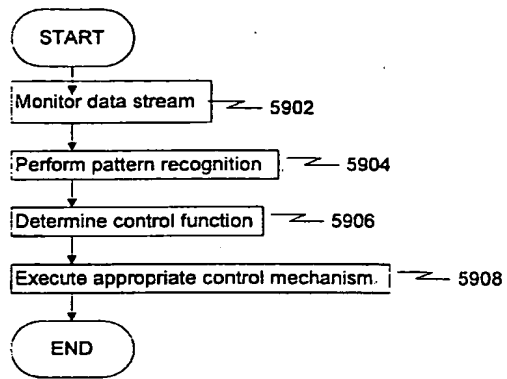 START
Monitor data stream 5902
Perform pattern recognition 5904
Determine control function 5906
Execute appropriate control mechanism 5908
END